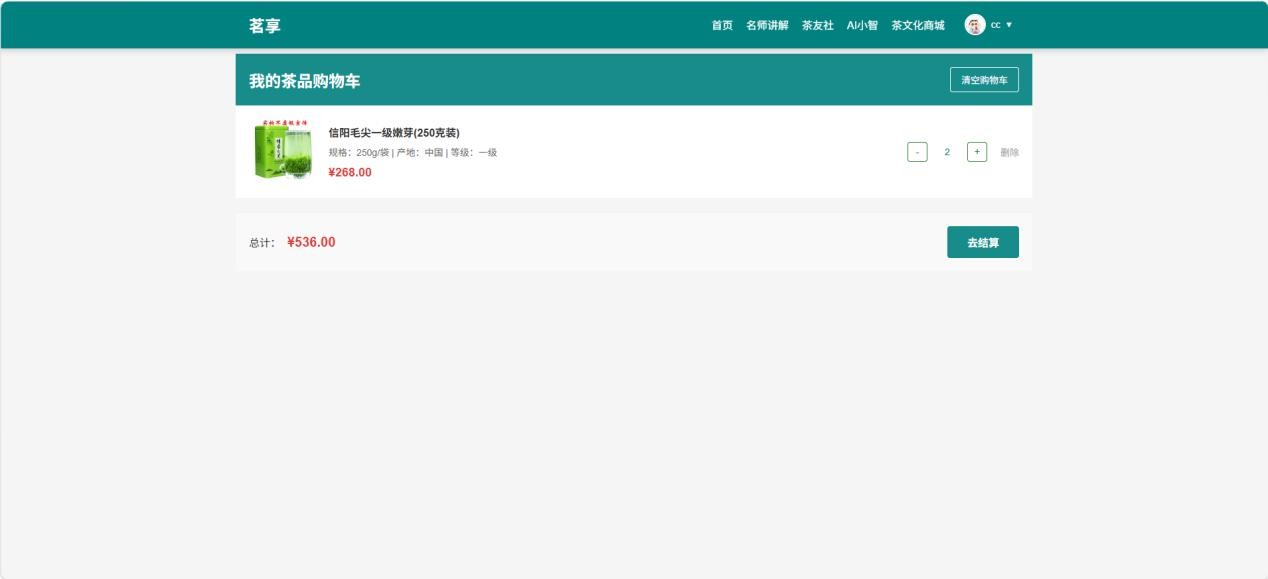 茗享
首页 名师讲解 茶友社 AI小智 茶文化商城 cc ▼
我的茶品购物车
清空购物车
信阳毛尖一级嫩芽(250克装)
规格：250g/袋 | 产地：中国 | 等级：一级
¥268.00
- 2 + 删除
总计： ¥536.00
去结算